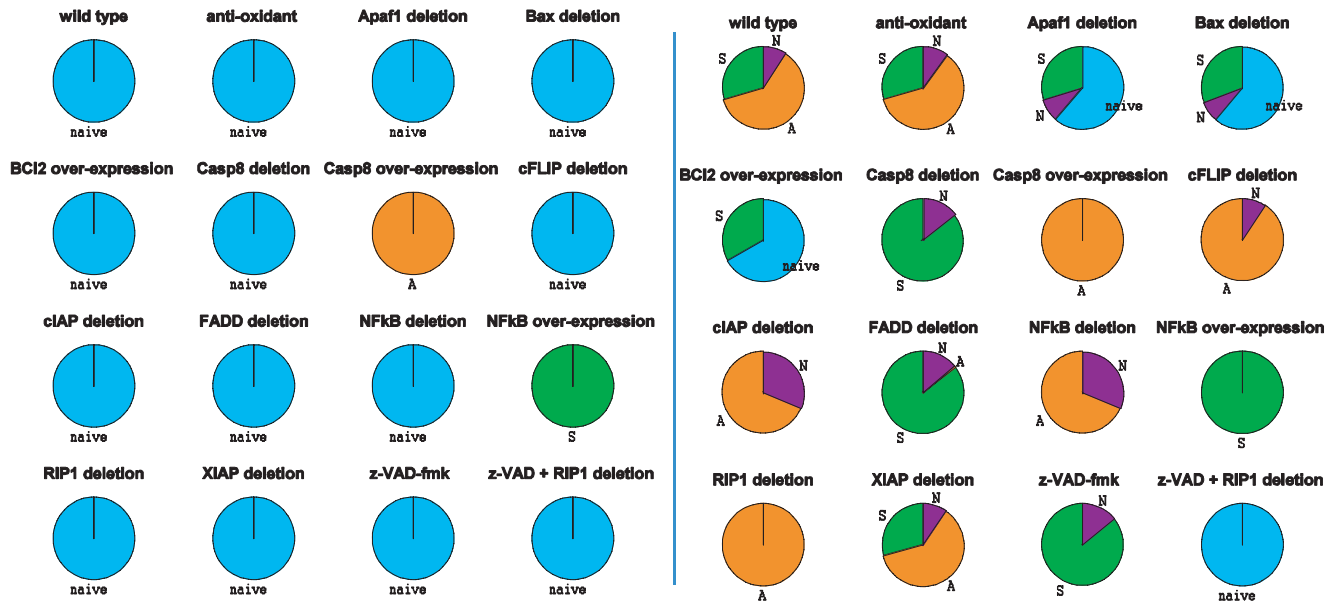 wild type
anti-oxidant
Apaf1 deletion
Bax deletion
naive
naive
naive
naive
BCl2 over-expression
Casp8 deletion
Casp8 over-expression
cFLIP deletion
naive
naive
A
naive
cIAP deletion
FADD deletion
NFkB deletion
NFkB over-expression
naive
naive
naive
S
RIP1 deletion
XIAP deletion
z-VAD-fmk
z-VAD + RIP1 deletion
naive
naive
naive
naive
wild type
anti-oxidant
Apaf1 deletion
Bax deletion
S
N
A
S
N
A
S
N
naive
S
N
naive
BCl2 over-expression
Casp8 deletion
Casp8 over-expression
cFLIP deletion
S
naive
N
S
A
N
A
cIAP deletion
FADD deletion
NFkB deletion
NFkB over-expression
N
A
N
A
S
N
A
S
RIP1 deletion
XIAP deletion
z-VAD-fmk
z-VAD + RIP1 deletion
A
S
N
A
N
S
naive